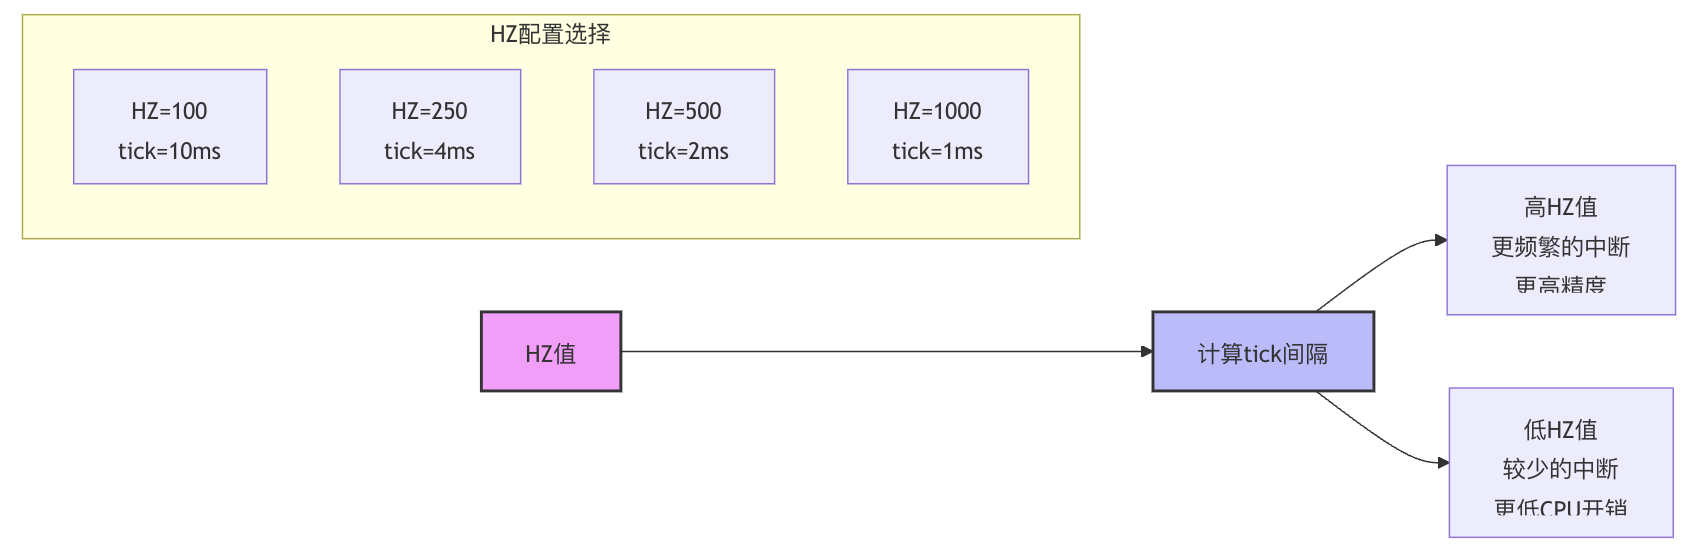 HZ配置选择
HZ=100
tick=10ms
HZ=250
tick=4ms
HZ=500
tick=2ms
HZ=1000
tick=1ms
HZ值
计算tick间隔
高HZ值
更频繁的中断
更高精度
低HZ值
较少的中断
更低CPU开销